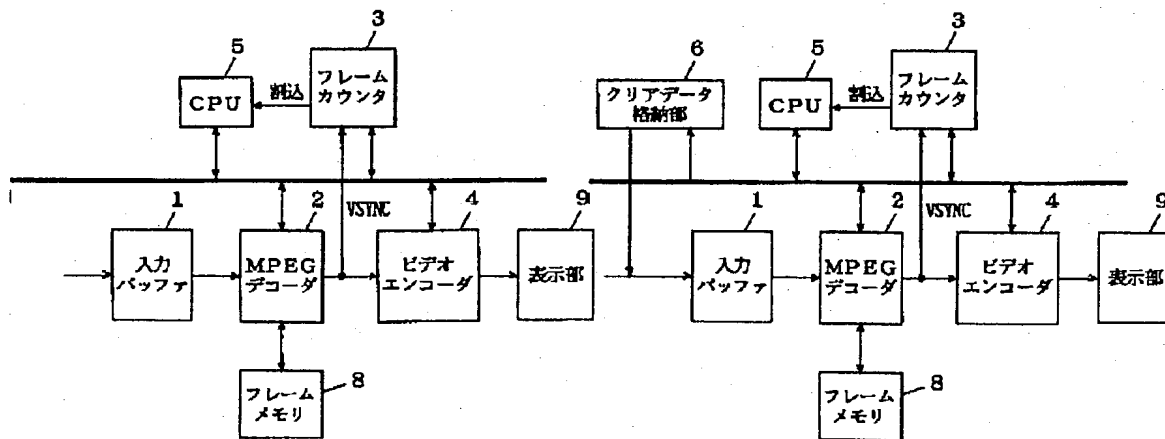 3
5
フレーム
カウンタ
割込
CPU
1
2
VSYNC
4
9
入力
バッファ
MPEG
デコーダ
ビデオ
エンコーダ
表示部
フレーム
メモリ
8
3
5
6
フレーム
カウンタ
割込
CPU
クリアデータ
格納部
1
2
VSYNC
4
9
入力
バッファ
MPEG
デコーダ
ビデオ
エンコーダ
表示部
フレーム
メモリ
8